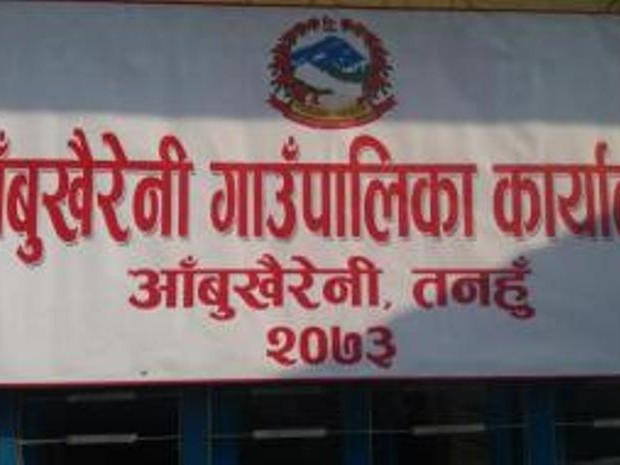 आँबुखैरेनी गाउँपालिका कार्याल
आँबुखैरेनी, तनहुँ
२०७३